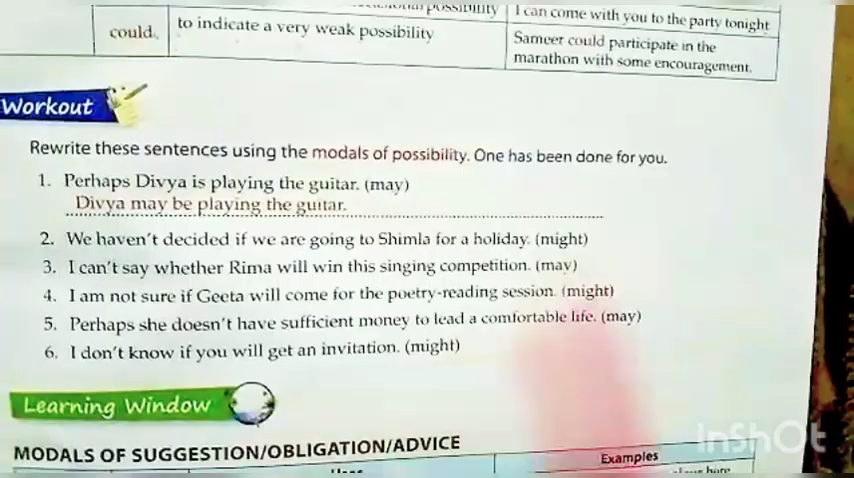 possibility
I can come with you to the party tonight
could.
to indicate a very weak possibility
Sameer could participate in the
marathon with some encouragement.
Workout
Rewrite these sentences using the modals of possibility. One has been done for you.
1. Perhaps Divya is playing the guitar. (may)
Divya may be playing the guitar.
2. We haven't decided if we are going to Shimla for a holiday. (might)
3. I can't say whether Rima will win this singing competition. (may)
4. I am not sure if Geeta will come for the poetry-reading session. (might)
5. Perhaps she doesn't have sufficient money to lead a comfortable life. (may)
6. I don't know if you will get an invitation. (might)
Learning Window
MODALS OF SUGGESTION/OBLIGATION/ADVICE
Examples
InShOt